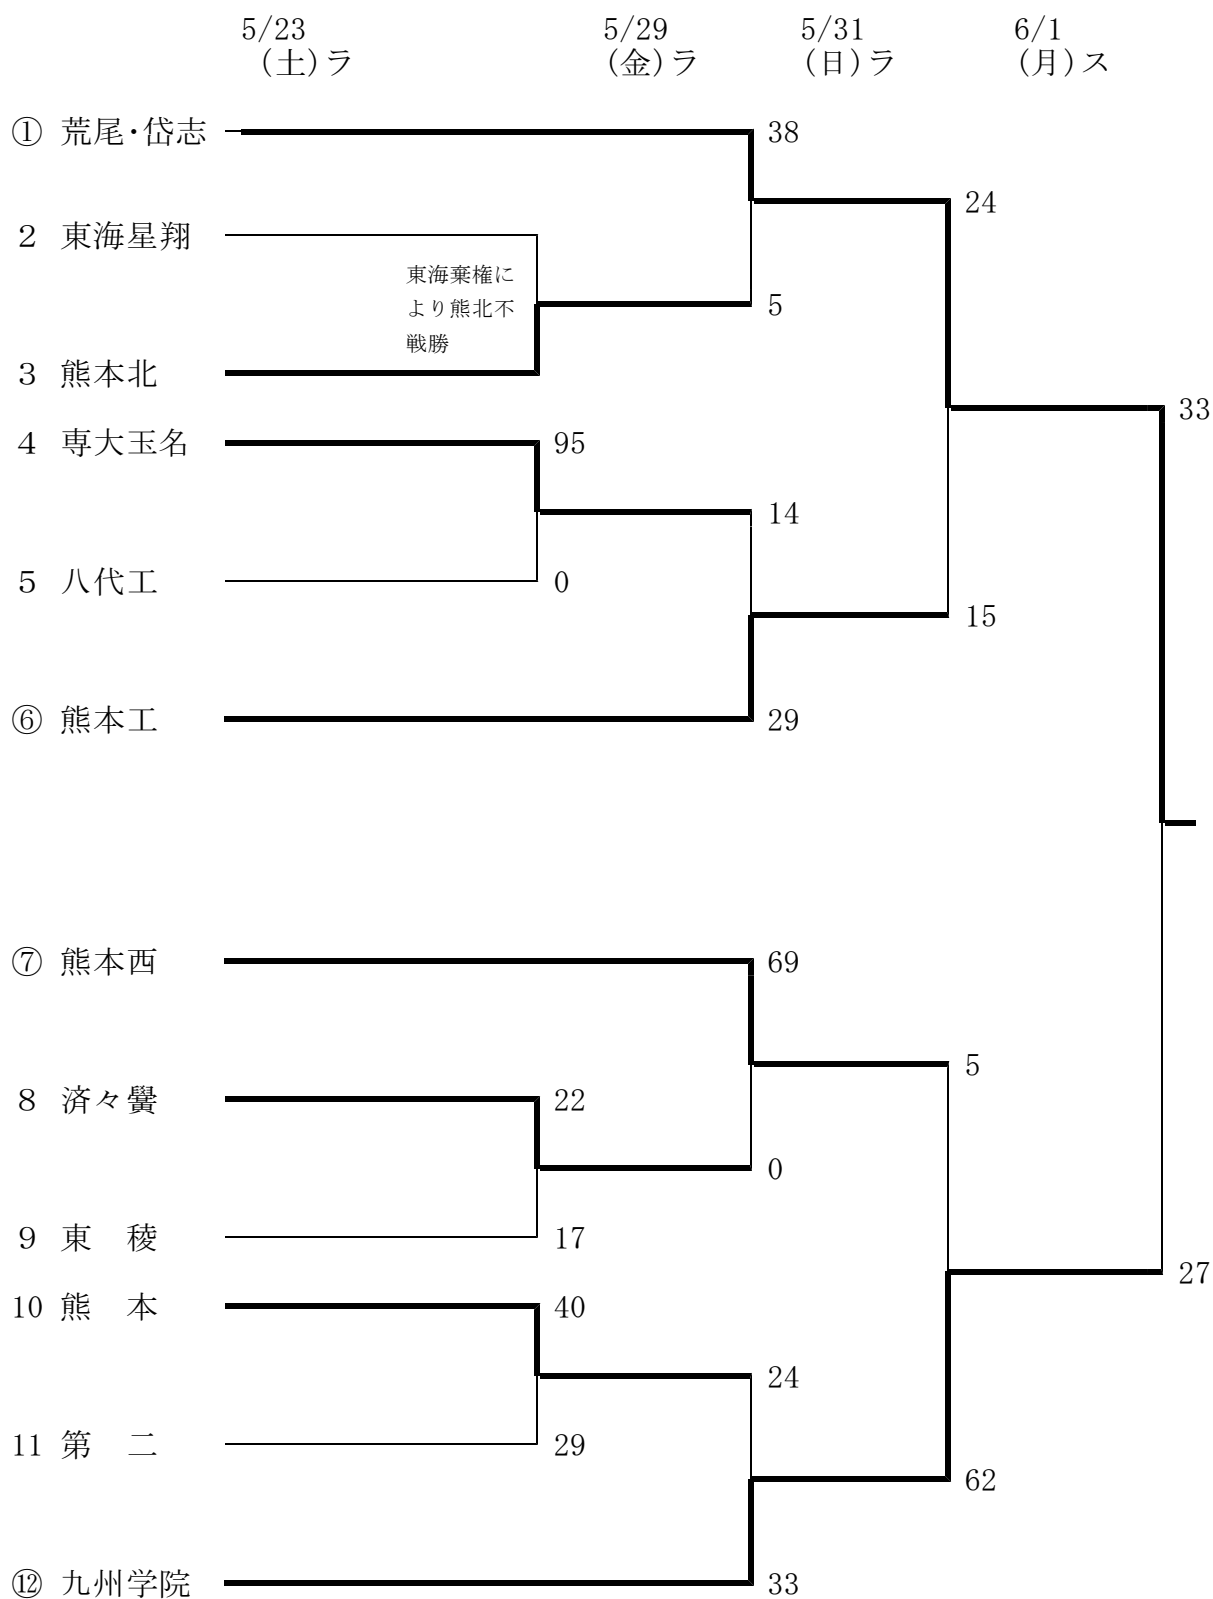 5/23 5/29 5/31 6/1
(土)ラ (金)ラ (日)ラ (月)ス
① 荒尾・岱志 38
24
2 東海星翔
東海棄権に
より熊北不
戦勝
5
3 熊本北
33
4 専大玉名 95
14
5 八代工 0
15
⑥ 熊本工 29
⑦ 熊本西 69
5
8 済々黌 22
0
9 東　稜 17
27
10 熊　本 40
24
11 第　二 29
62
⑫ 九州学院 33